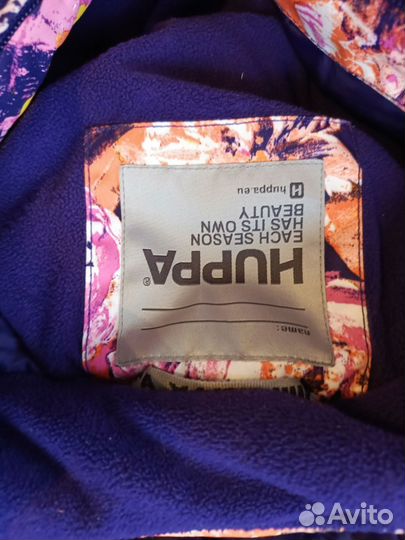 HUPPA®
EACH SEASON
HAS ITS OWN
BEAUTY
huppa.eu
name:
Avito